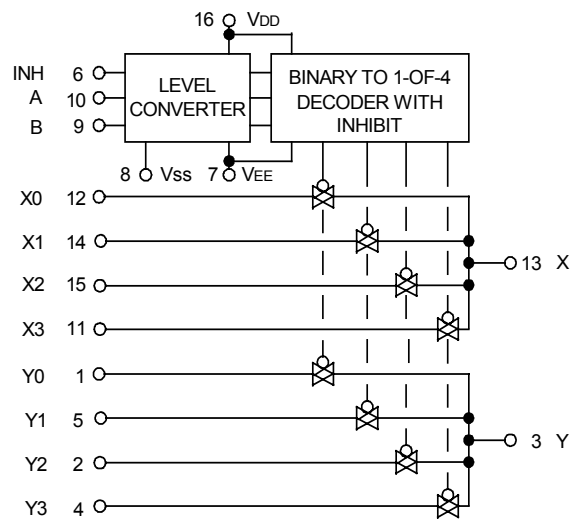 16 VDD
INH 6
A 10
B 9
LEVEL
CONVERTER
BINARY TO 1-OF-4
DECODER WITH
INHIBIT
8 Vss
7 VEE
X0 12
X1 14
X2 15
X3 11
13 X
Y0 1
Y1 5
Y2 2
Y3 4
3 Y